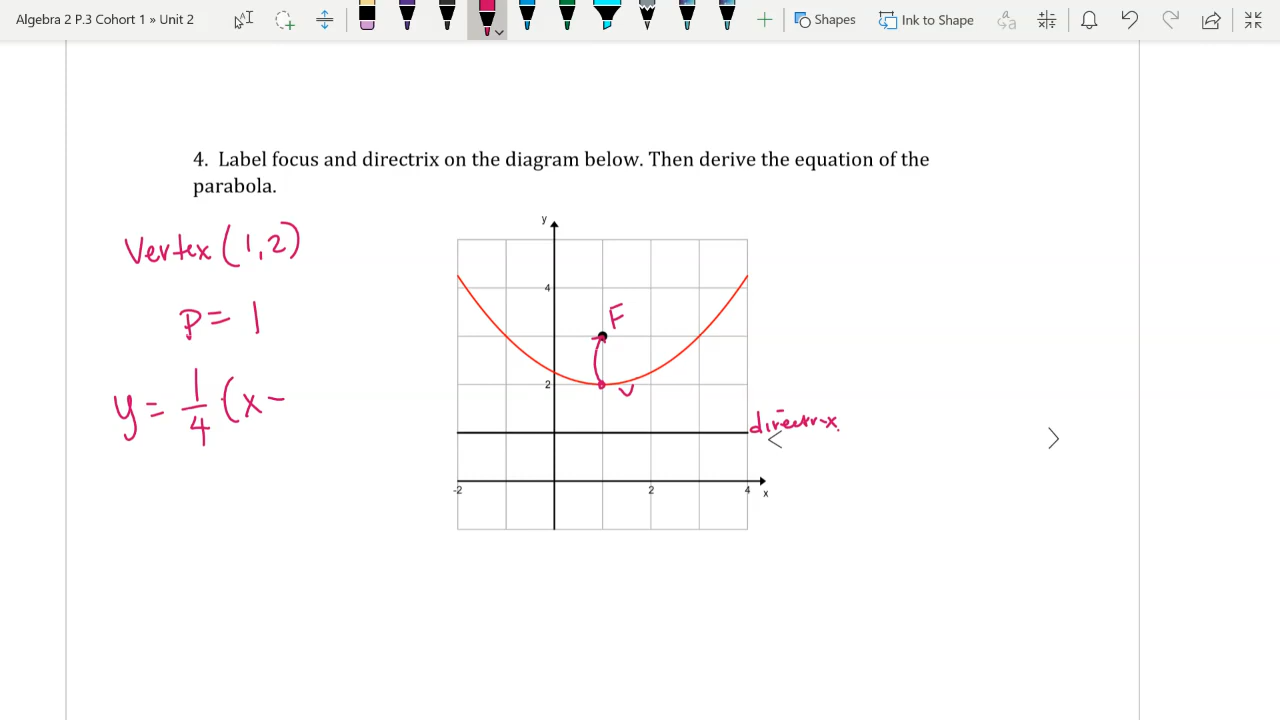 Algebra 2 P.3 Cohort 1 » Unit 2
Shapes
Ink to Shape
4. Label focus and directrix on the diagram below. Then derive the equation of the
parabola.
Vertex (1,2)
P = 1
y = 1/4 (x -
y
4
F
2
V
directrix
-2
2
4
x